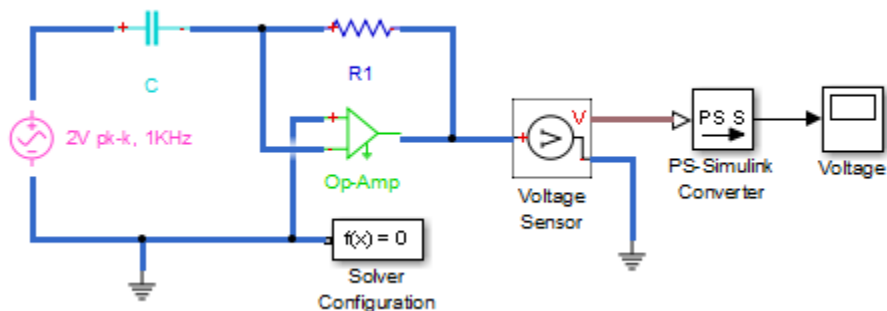 C
R1
2V pk-k, 1KHz
Op-Amp
V
V
Voltage
Sensor
PS S
PS-Simulink
Converter
Voltage
f(x) = 0
Solver
Configuration